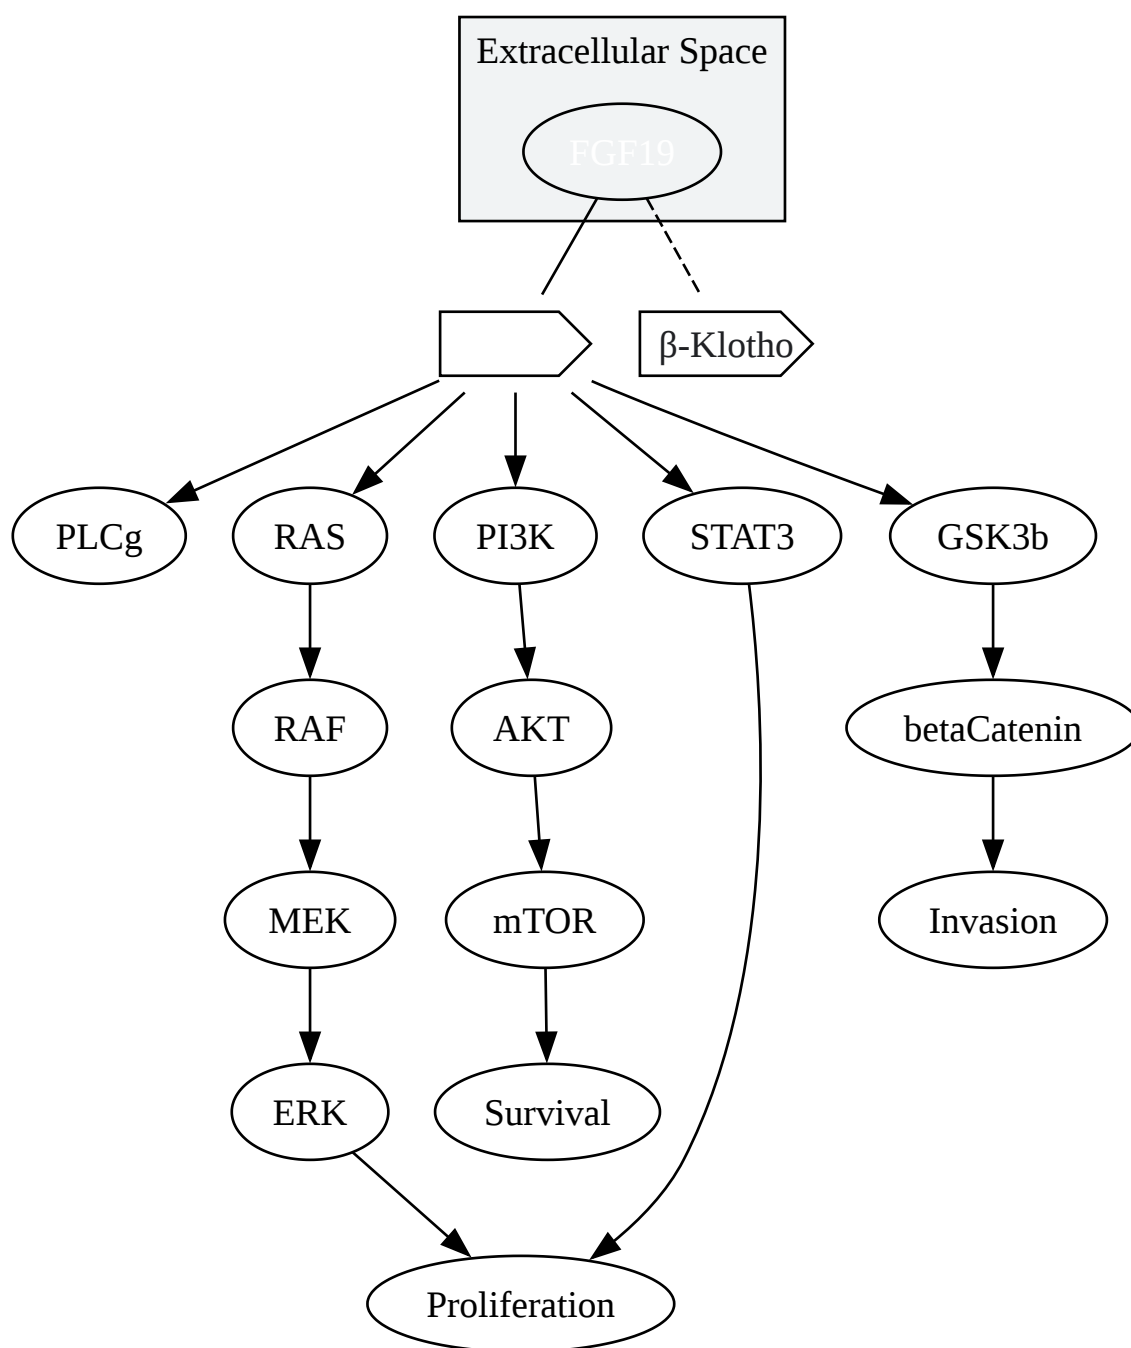 Extracellular Space
FGF19
β-Klotho
PLCg
RAS
PI3K
STAT3
GSK3b
RAF
AKT
betaCatenin
MEK
mTOR
Invasion
ERK
Survival
Proliferation